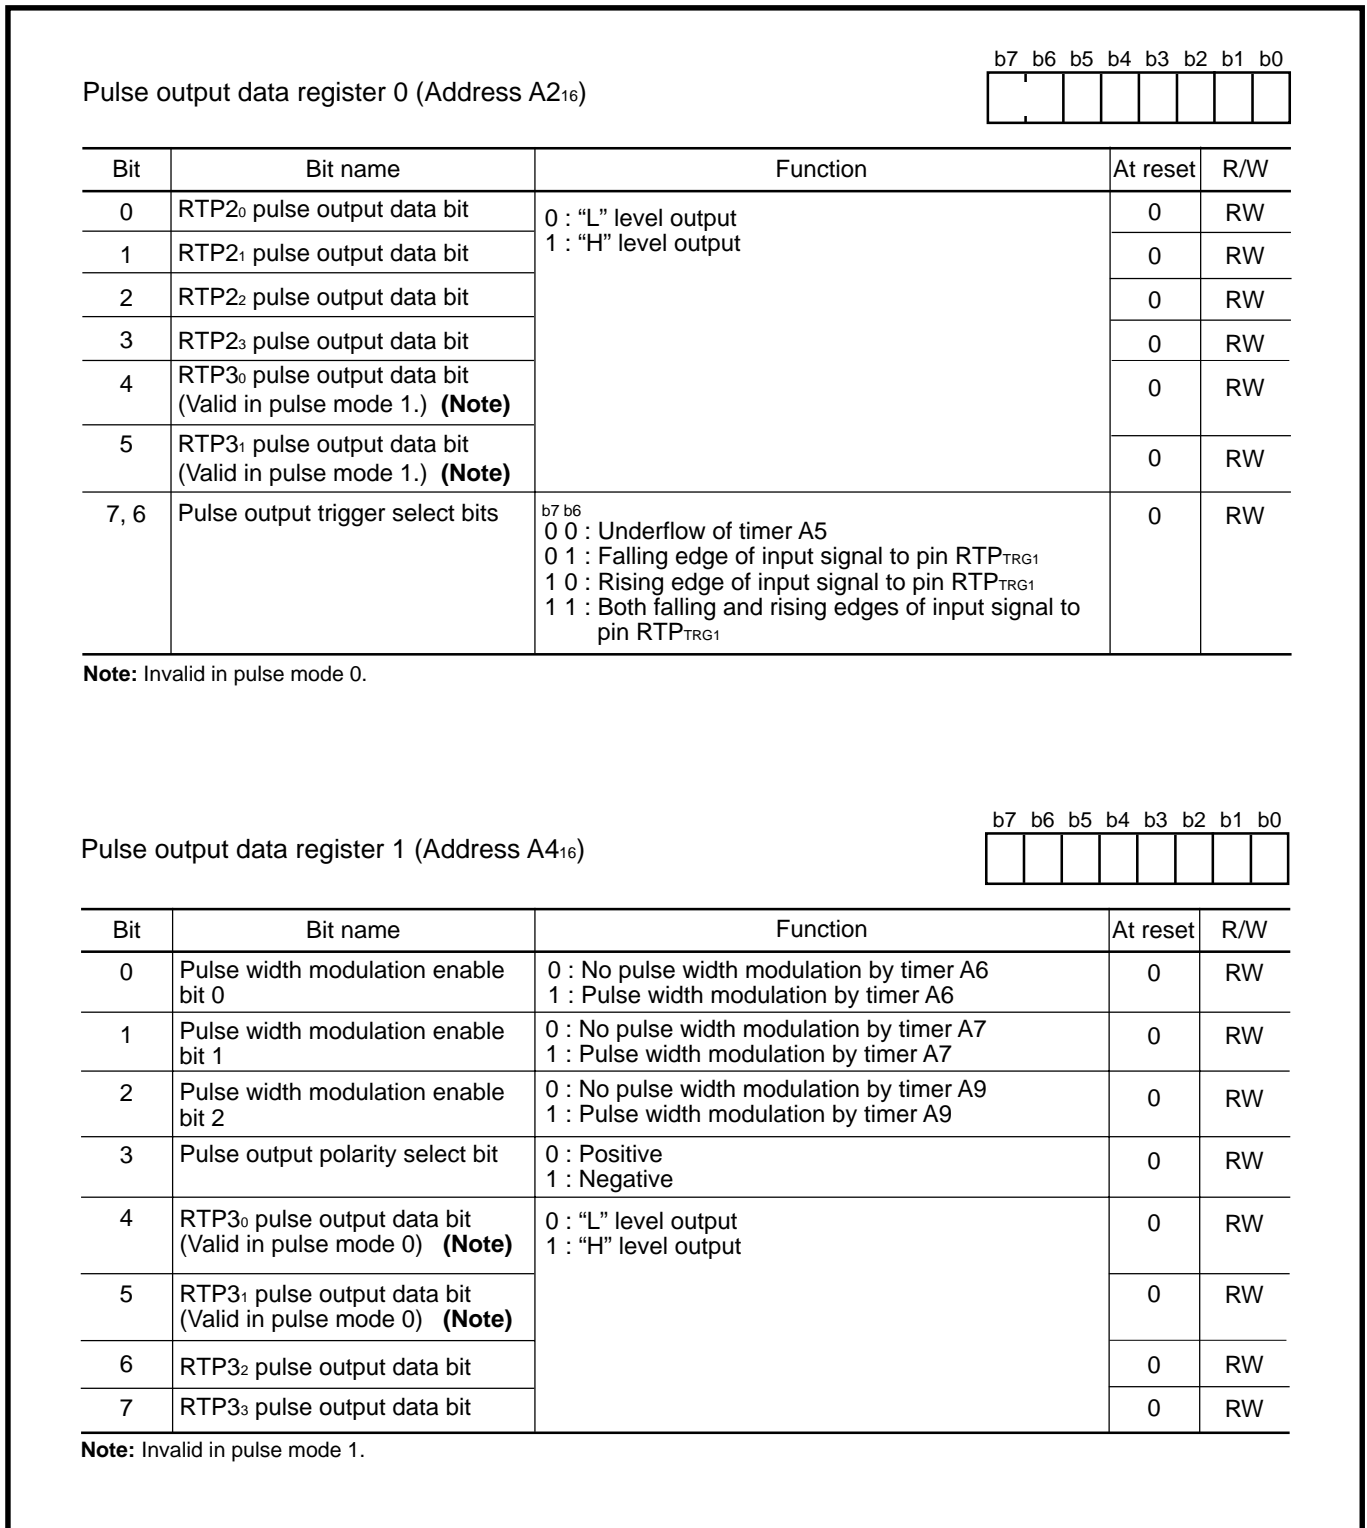 b7 b6 b5 b4 b3 b2 b1 b0
Pulse output data register 0 (Address A2₁₆)
Bit Bit name Function At reset R/W
0 RTP2₀ pulse output data bit 0 : “L” level output 0 RW
1 : “H” level output
1 RTP2₁ pulse output data bit 0 RW
2 RTP2₂ pulse output data bit 0 RW
3 RTP2₃ pulse output data bit 0 RW
4 RTP3₀ pulse output data bit 0 RW
(Valid in pulse mode 1.) (Note)
5 RTP3₁ pulse output data bit 0 RW
(Valid in pulse mode 1.) (Note)
7, 6 Pulse output trigger select bits b7 b6 0 RW
0 0 : Underflow of timer A5
0 1 : Falling edge of input signal to pin RTPTRG1
1 0 : Rising edge of input signal to pin RTPTRG1
1 1 : Both falling and rising edges of input signal to
pin RTPTRG1
Note: Invalid in pulse mode 0.
b7 b6 b5 b4 b3 b2 b1 b0
Pulse output data register 1 (Address A4₁₆)
Bit Bit name Function At reset R/W
0 Pulse width modulation enable 0 : No pulse width modulation by timer A6 0 RW
bit 0 1 : Pulse width modulation by timer A6
1 Pulse width modulation enable 0 : No pulse width modulation by timer A7 0 RW
bit 1 1 : Pulse width modulation by timer A7
2 Pulse width modulation enable 0 : No pulse width modulation by timer A9 0 RW
bit 2 1 : Pulse width modulation by timer A9
3 Pulse output polarity select bit 0 : Positive 0 RW
1 : Negative
4 RTP3₀ pulse output data bit 0 : “L” level output 0 RW
(Valid in pulse mode 0) (Note) 1 : “H” level output
5 RTP3₁ pulse output data bit 0 RW
(Valid in pulse mode 0) (Note)
6 RTP3₂ pulse output data bit 0 RW
7 RTP3₃ pulse output data bit 0 RW
Note: Invalid in pulse mode 1.